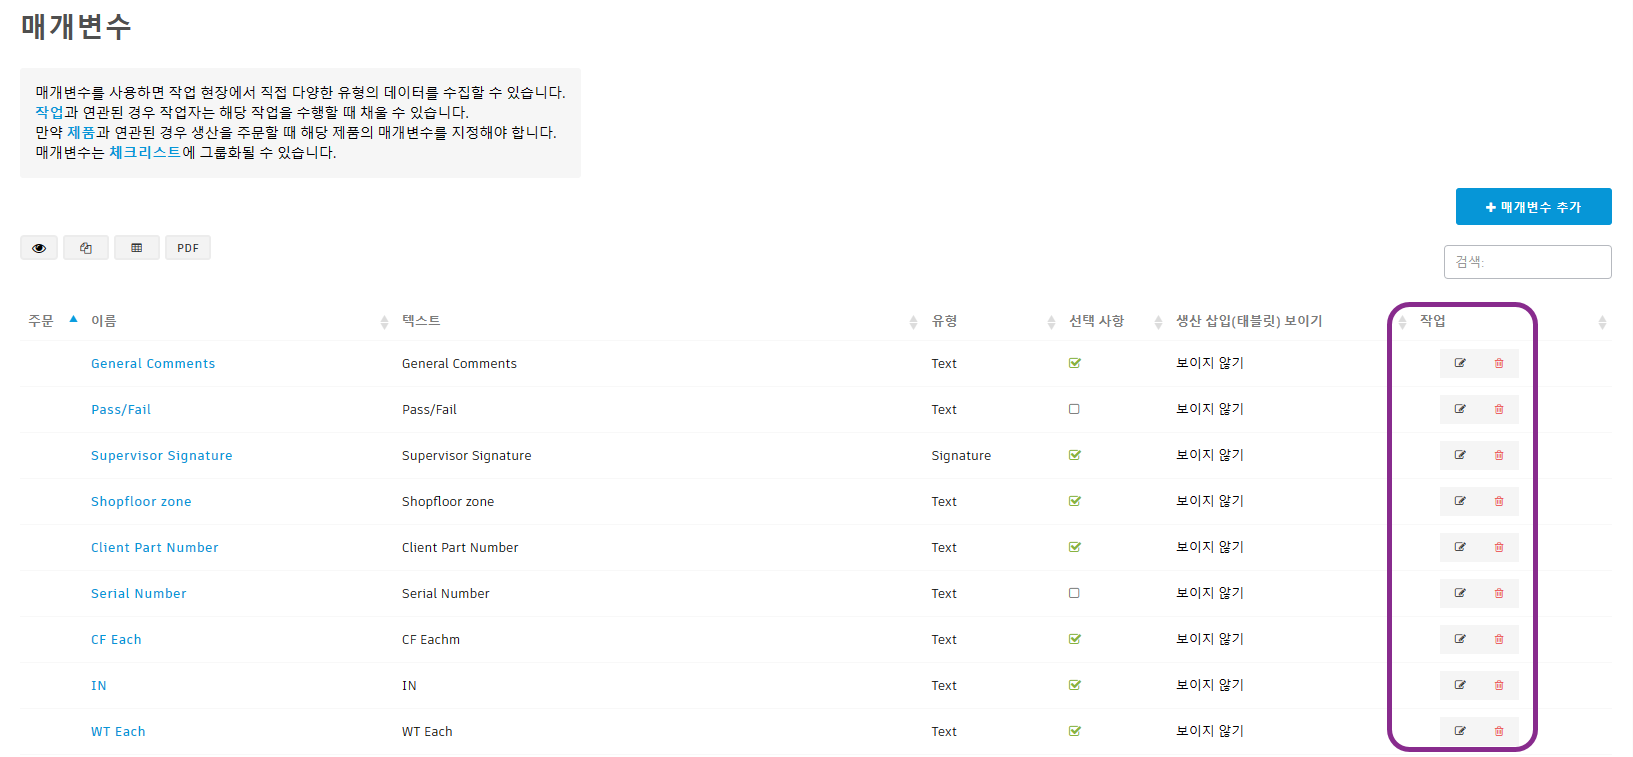 매개변수
매개변수를 사용하면 작업 현장에서 직접 다양한 유형의 데이터를 수집할 수 있습니다.
작업과 연관된 경우 작업자는 해당 작업을 수행할 때 채울 수 있습니다.
만약 제품과 연관된 경우 생산을 주문할 때 해당 제품의 매개변수를 지정해야 합니다.
매개변수는 체크리스트에 그룹화될 수 있습니다.
매개변수 추가
PDF
검색:
주문 이름 텍스트 유형 선택 사항 생산 삽입(태블릿) 보이기 작업
General Comments General Comments Text 보이지 않기
Pass/Fail Pass/Fail Text 보이지 않기
Supervisor Signature Supervisor Signature Signature 보이지 않기
Shopfloor zone Shopfloor zone Text 보이지 않기
Client Part Number Client Part Number Text 보이지 않기
Serial Number Serial Number Text 보이지 않기
CF Each CF Eachm Text 보이지 않기
IN IN Text 보이지 않기
WT Each WT Each Text 보이지 않기